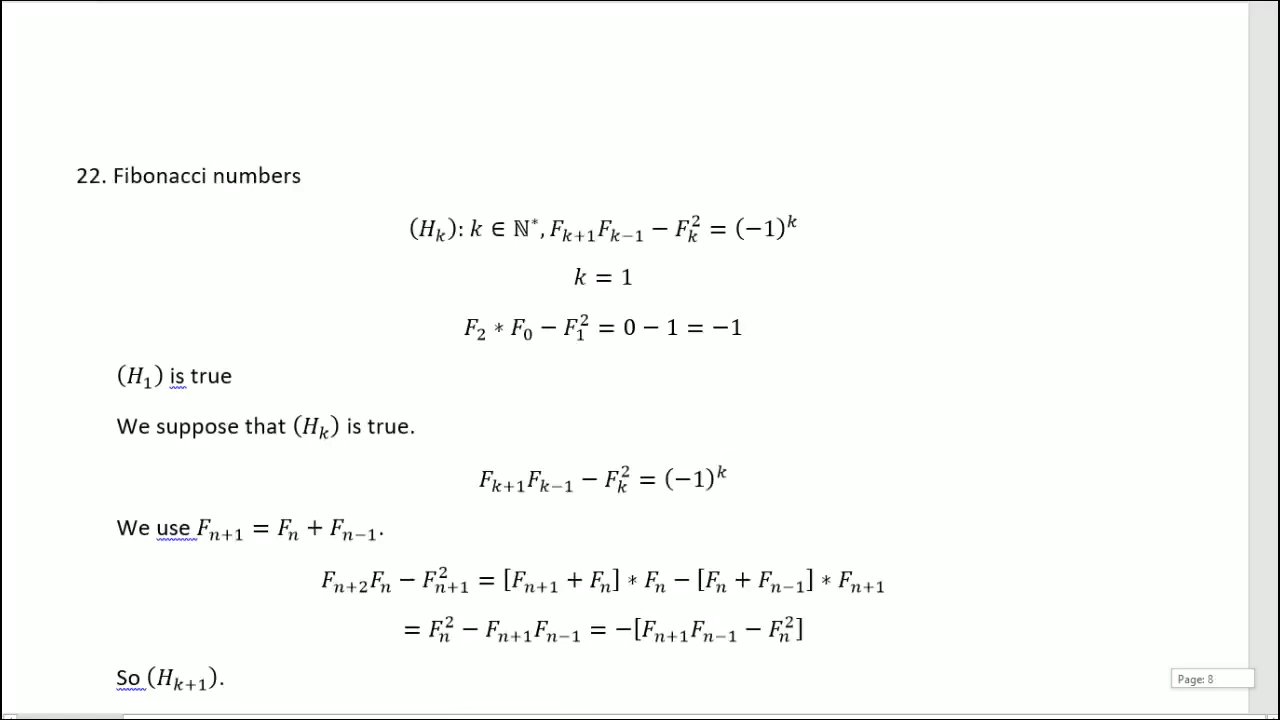 22. Fibonacci numbers
(H_k): k ∈ ℕ*, F_{k+1}F_{k−1} − F_k^2 = (−1)^k
k = 1
F_2 * F_0 − F_1^2 = 0 − 1 = −1
(H_1) is true
We suppose that (H_k) is true.
F_{k+1}F_{k−1} − F_k^2 = (−1)^k
We use F_{n+1} = F_n + F_{n−1}.
F_{n+2}F_n − F_{n+1}^2 = [F_{n+1} + F_n] * F_n − [F_n + F_{n−1}] * F_{n+1}
= F_n^2 − F_{n+1}F_{n−1} = −[F_{n+1}F_{n−1} − F_n^2]
So (H_{k+1}).
Page: 8